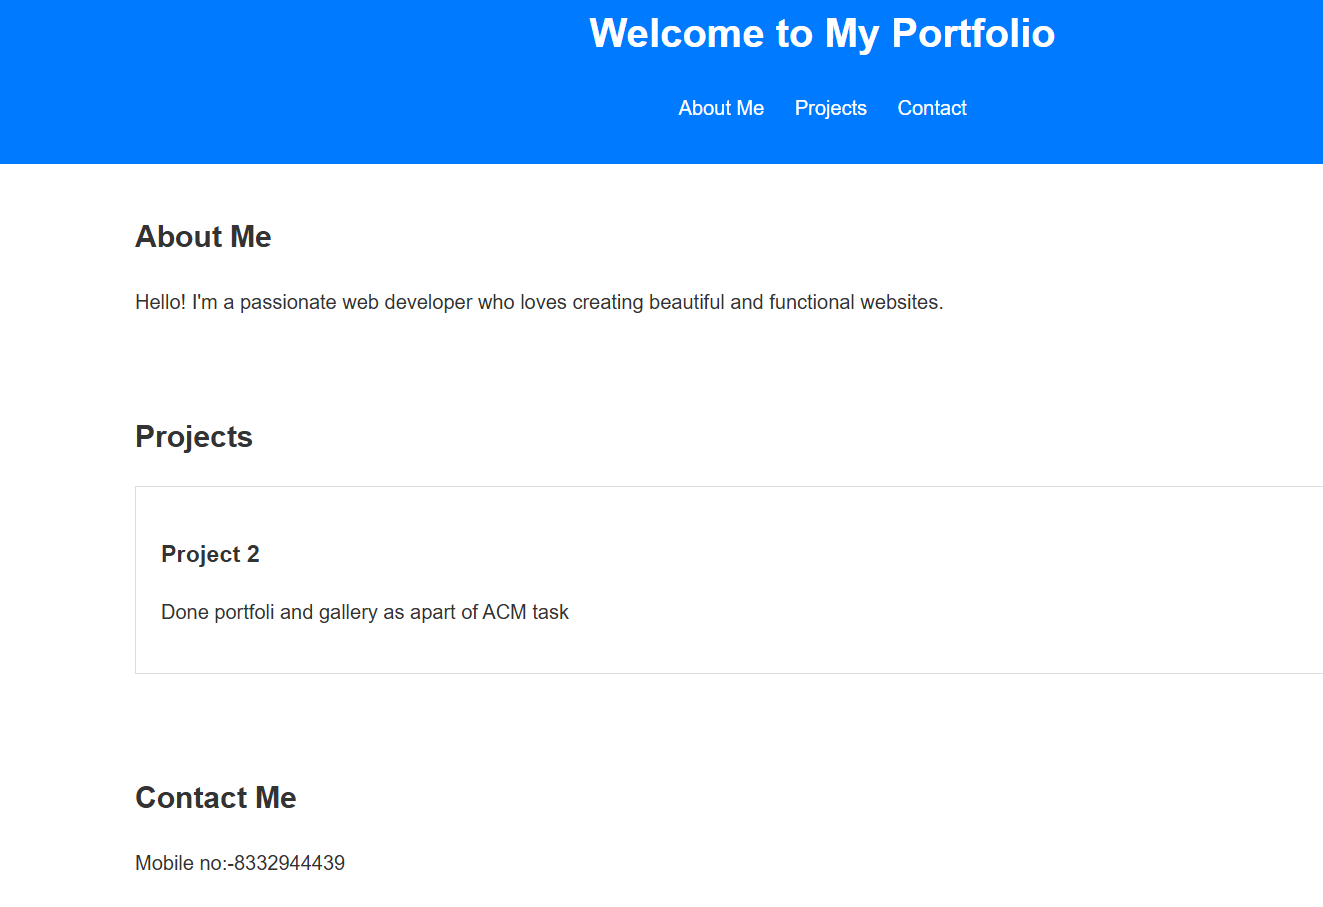 Welcome to My Portfolio
About Me Projects Contact
About Me
Hello! I'm a passionate web developer who loves creating beautiful and functional websites.
Projects
Project 2
Done portfoli and gallery as apart of ACM task
Contact Me
Mobile no:-8332944439